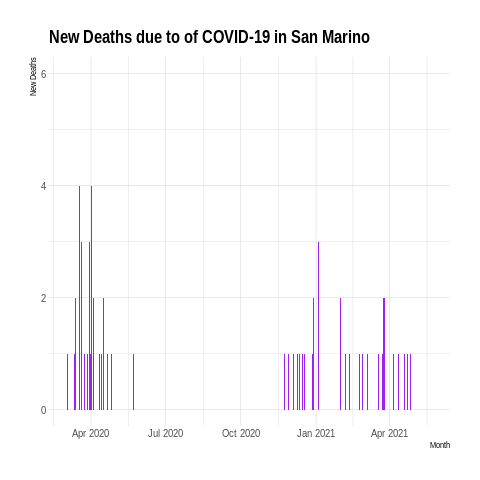 New Deaths due to of COVID-19 in San Marino
New Deaths
6
4
2
0
Apr 2020 Jul 2020 Oct 2020 Jan 2021 Apr 2021
Month